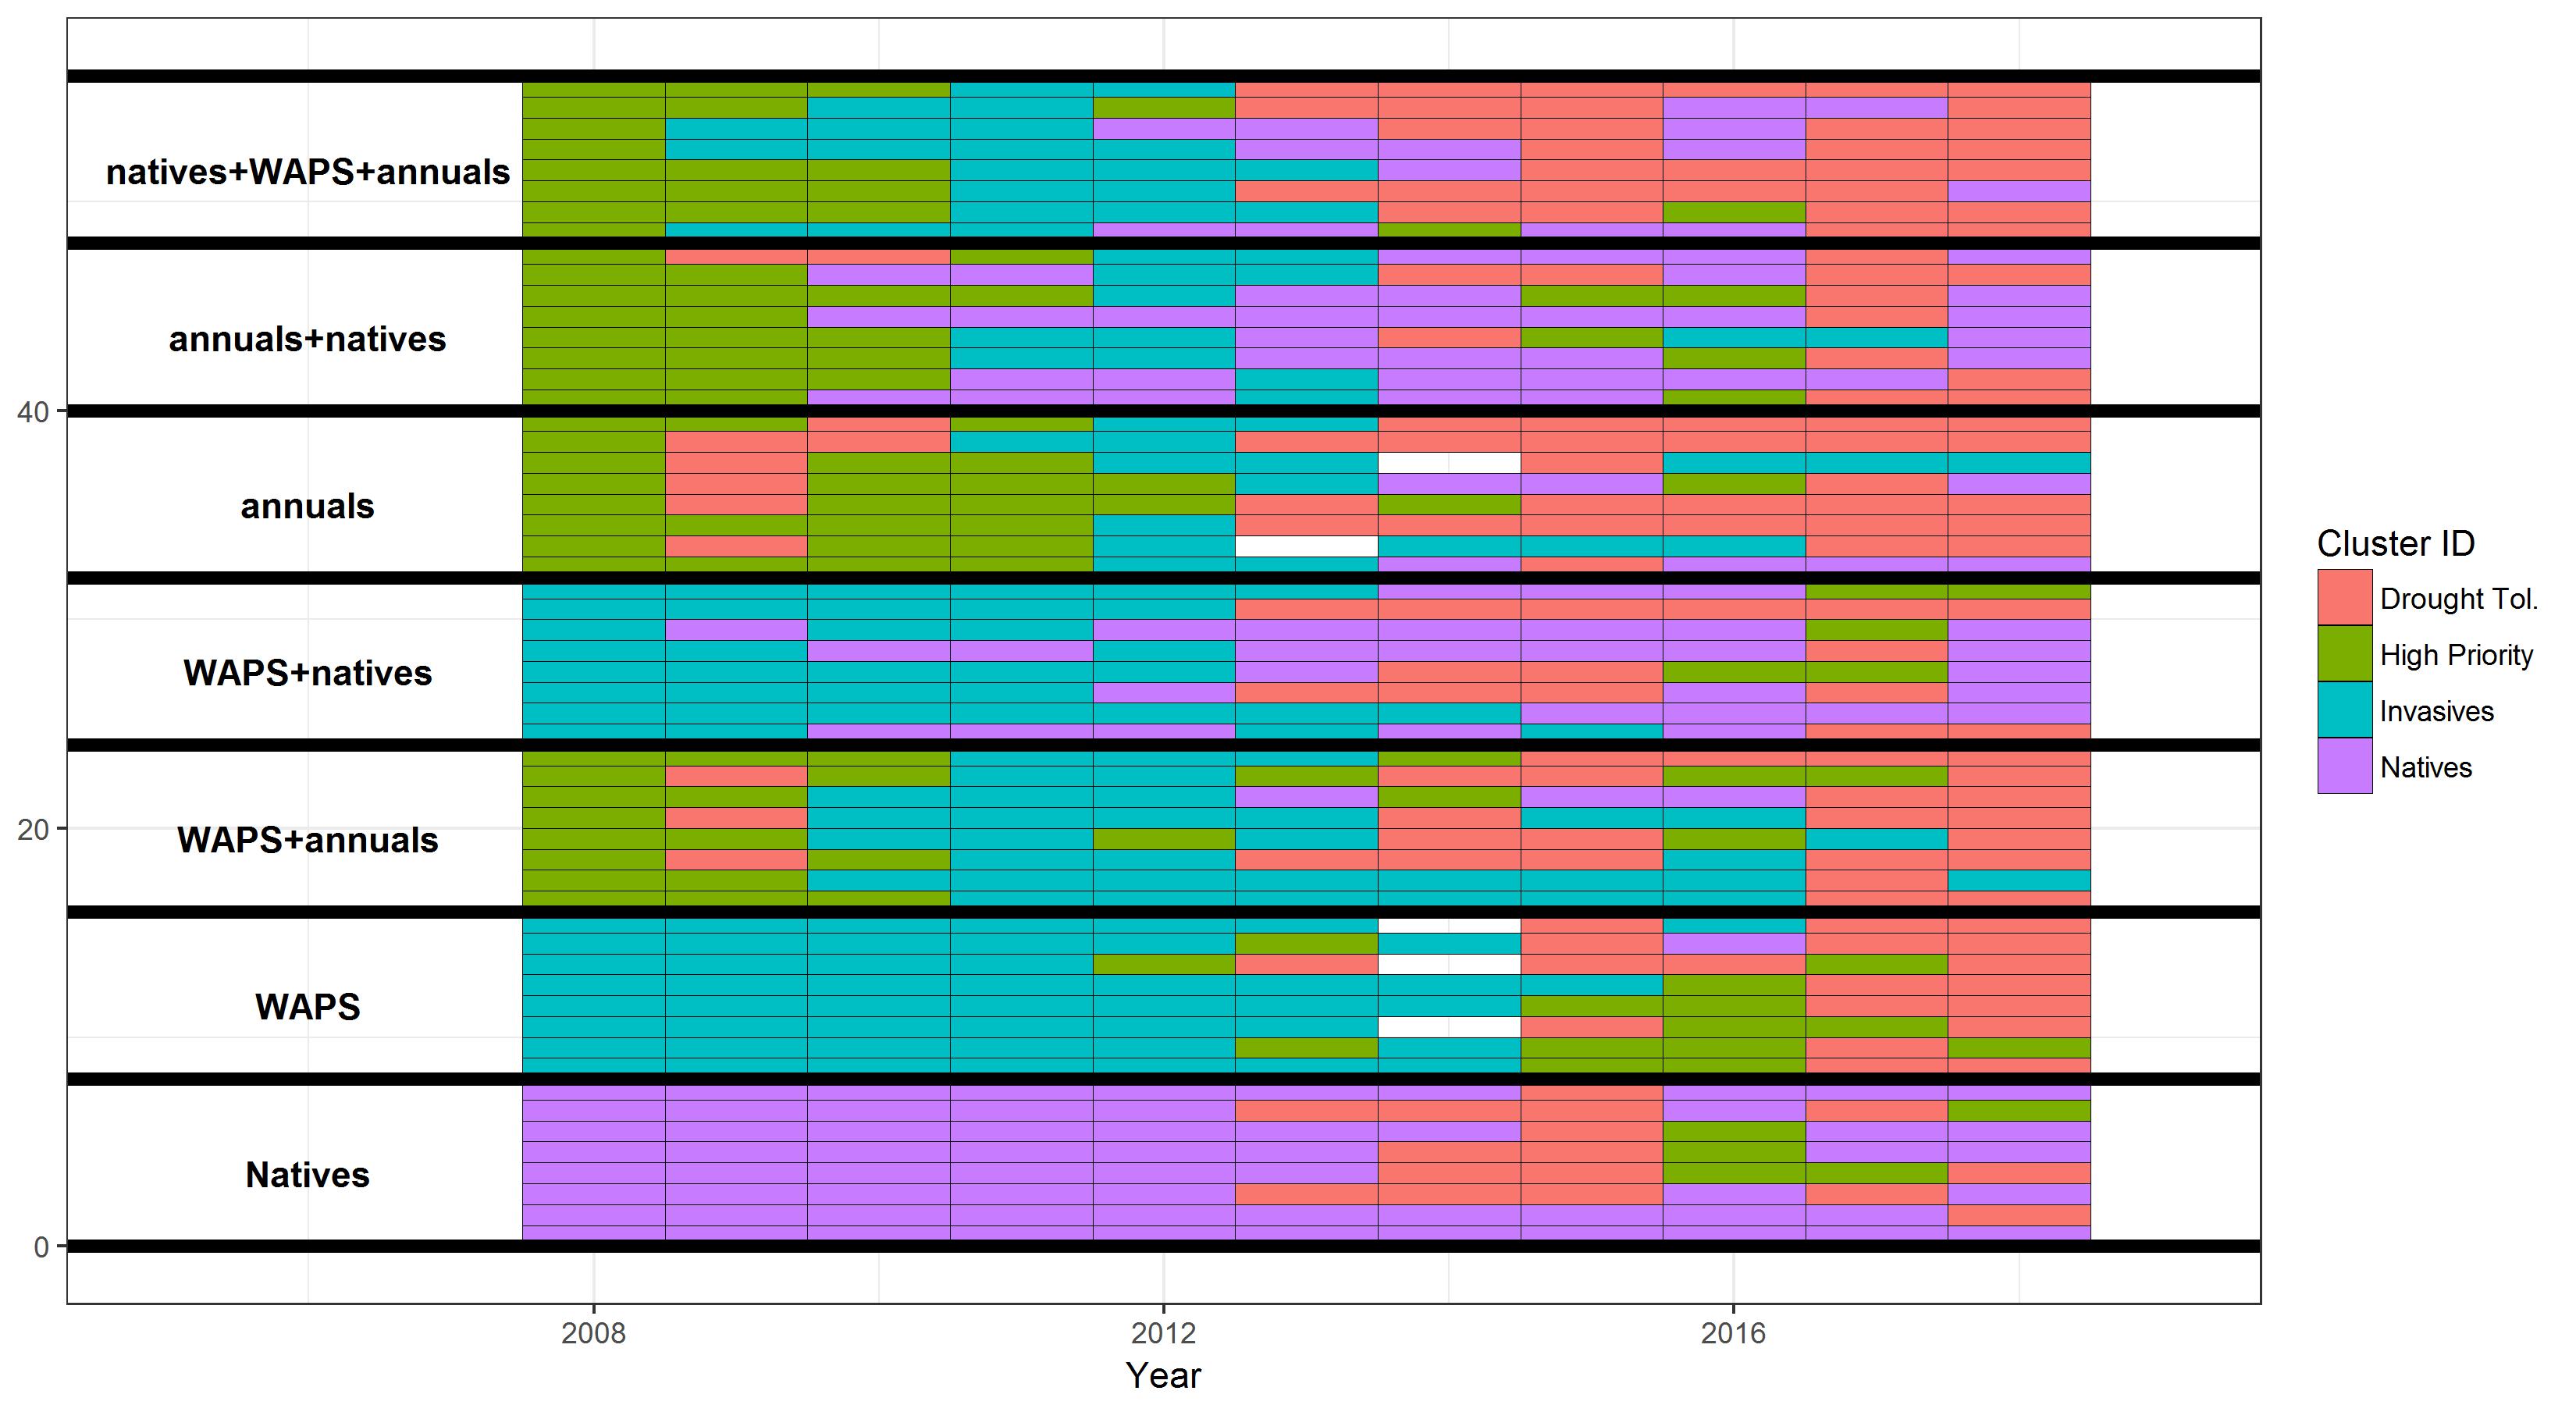 natives+WAPS+annuals
annuals+natives
40
annuals
WAPS+natives
20
WAPS+annuals
WAPS
Natives
0
2008
2012
2016
Year
Cluster ID
Drought Tol.
High Priority
Invasives
Natives